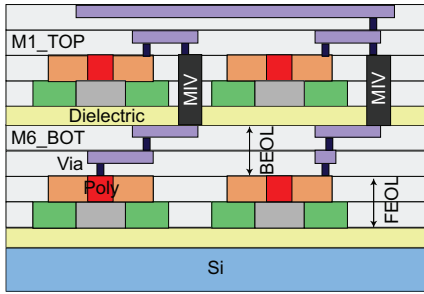 M1_TOP
MIV
MIV
Dielectric
M6_BOT
BEOL
Via
Poly
FEOL
Si